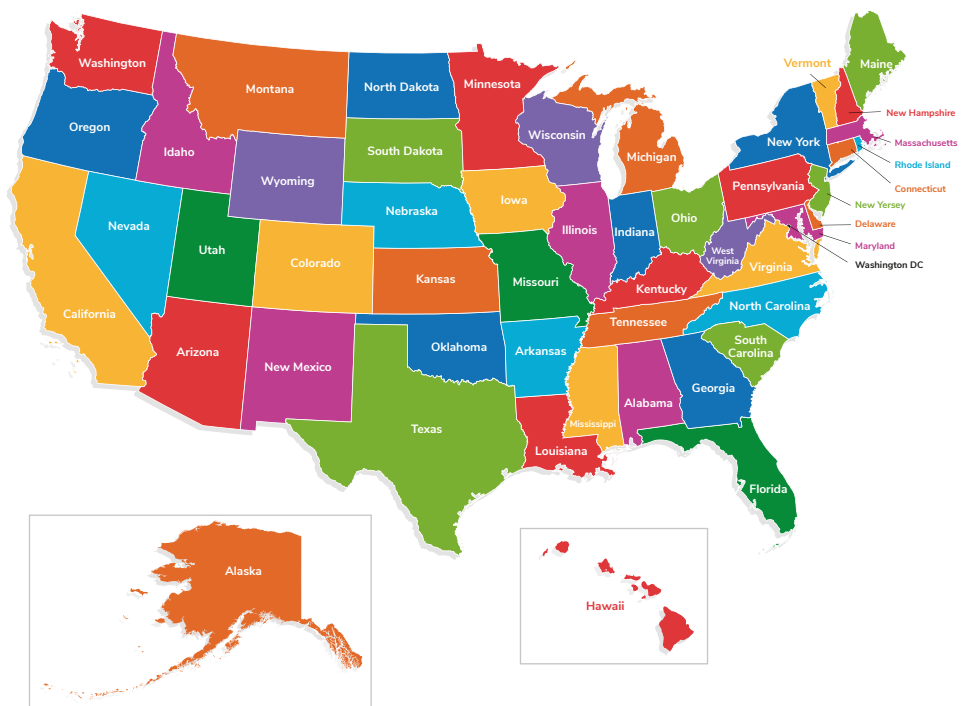 Washington
Montana
North Dakota
Minnesota
Vermont
Maine
Oregon
Idaho
Wyoming
South Dakota
Wisconsin
Michigan
New York
New Hampshire
Massachusetts
Rhode Island
Connecticut
New Yersey
Delaware
Maryland
Washington DC
Nevada
Utah
Colorado
Nebraska
Iowa
Illinois
Indiana
Ohio
Pennsylvania
West
Virginia
Virginia
California
Kansas
Missouri
Kentucky
North Carolina
Tennessee
South
Carolina
Arizona
New Mexico
Oklahoma
Arkansas
Mississippi
Alabama
Georgia
Texas
Louisiana
Florida
Alaska
Hawaii